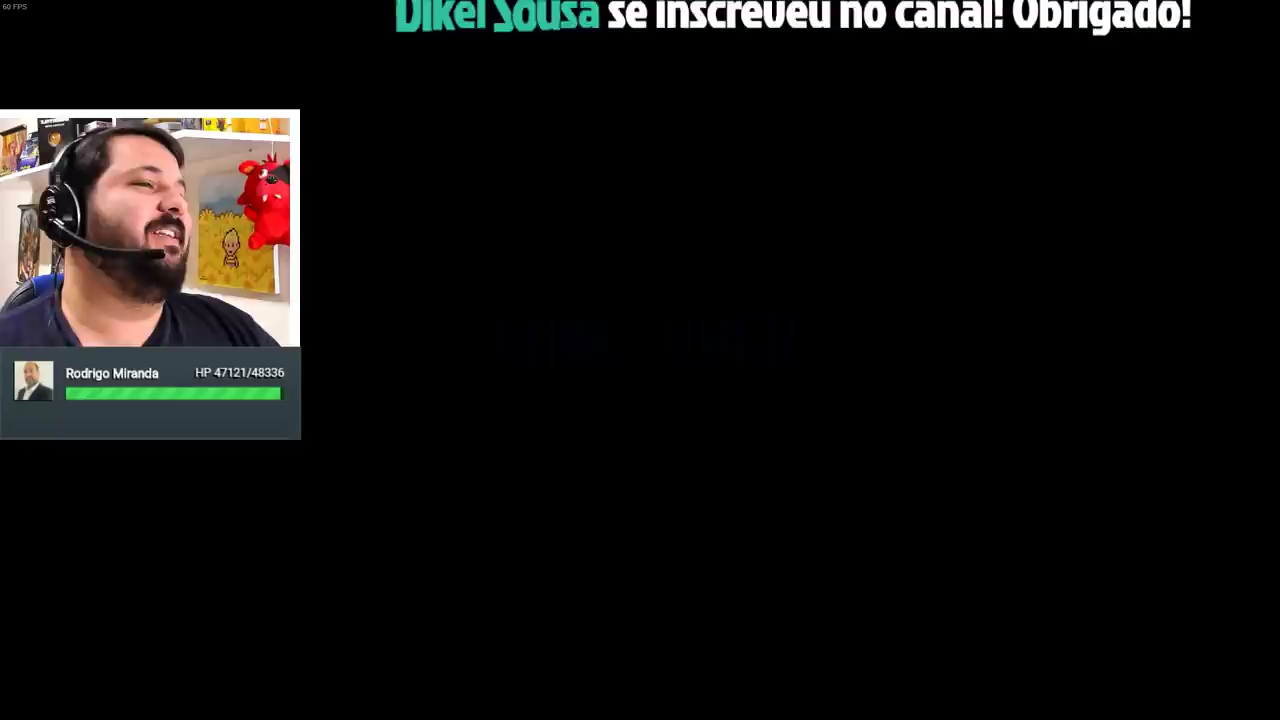 60 FPS
Dikel Sousa se inscreveu no canal! Obrigado!
Rodrigo Miranda HP 47121/48336